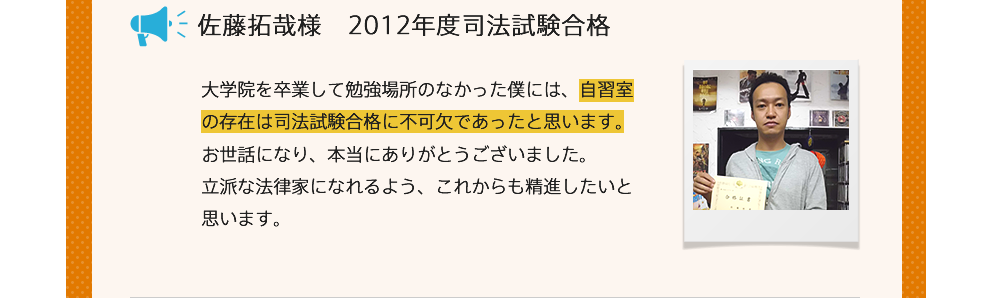 佐藤拓哉様　2012年度司法試験合格
大学院を卒業して勉強場所のなかった僕には、自習室
の存在は司法試験合格に不可欠であったと思います。
お世話になり、本当にありがとうございました。
立派な法律家になれるよう、これからも精進したいと
思います。